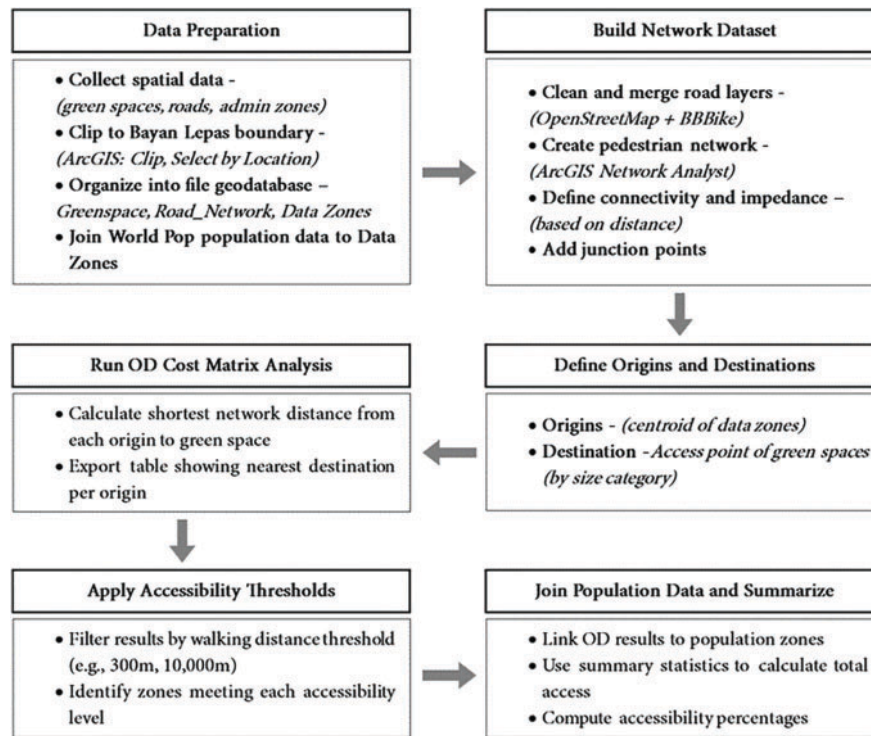 Data Preparation
• Collect spatial data -
(green spaces, roads, admin zones)
• Clip to Bayan Lepas boundary -
(ArcGIS: Clip, Select by Location)
• Organize into file geodatabase –
Greenspace, Road_Network, Data Zones
• Join World Pop population data to Data
Zones
Build Network Dataset
• Clean and merge road layers -
(OpenStreetMap + BBBike)
• Create pedestrian network -
(ArcGIS Network Analyst)
• Define connectivity and impedance –
(based on distance)
• Add junction points
Define Origins and Destinations
• Origins - (centroid of data zones)
• Destination -Access point of green spaces
(by size category)
Run OD Cost Matrix Analysis
• Calculate shortest network distance from
each origin to green space
• Export table showing nearest destination
per origin
Apply Accessibility Thresholds
• Filter results by walking distance threshold
(e.g., 300m, 10,000m)
• Identify zones meeting each accessibility
level
Join Population Data and Summarize
• Link OD results to population zones
• Use summary statistics to calculate total
access
• Compute accessibility percentages